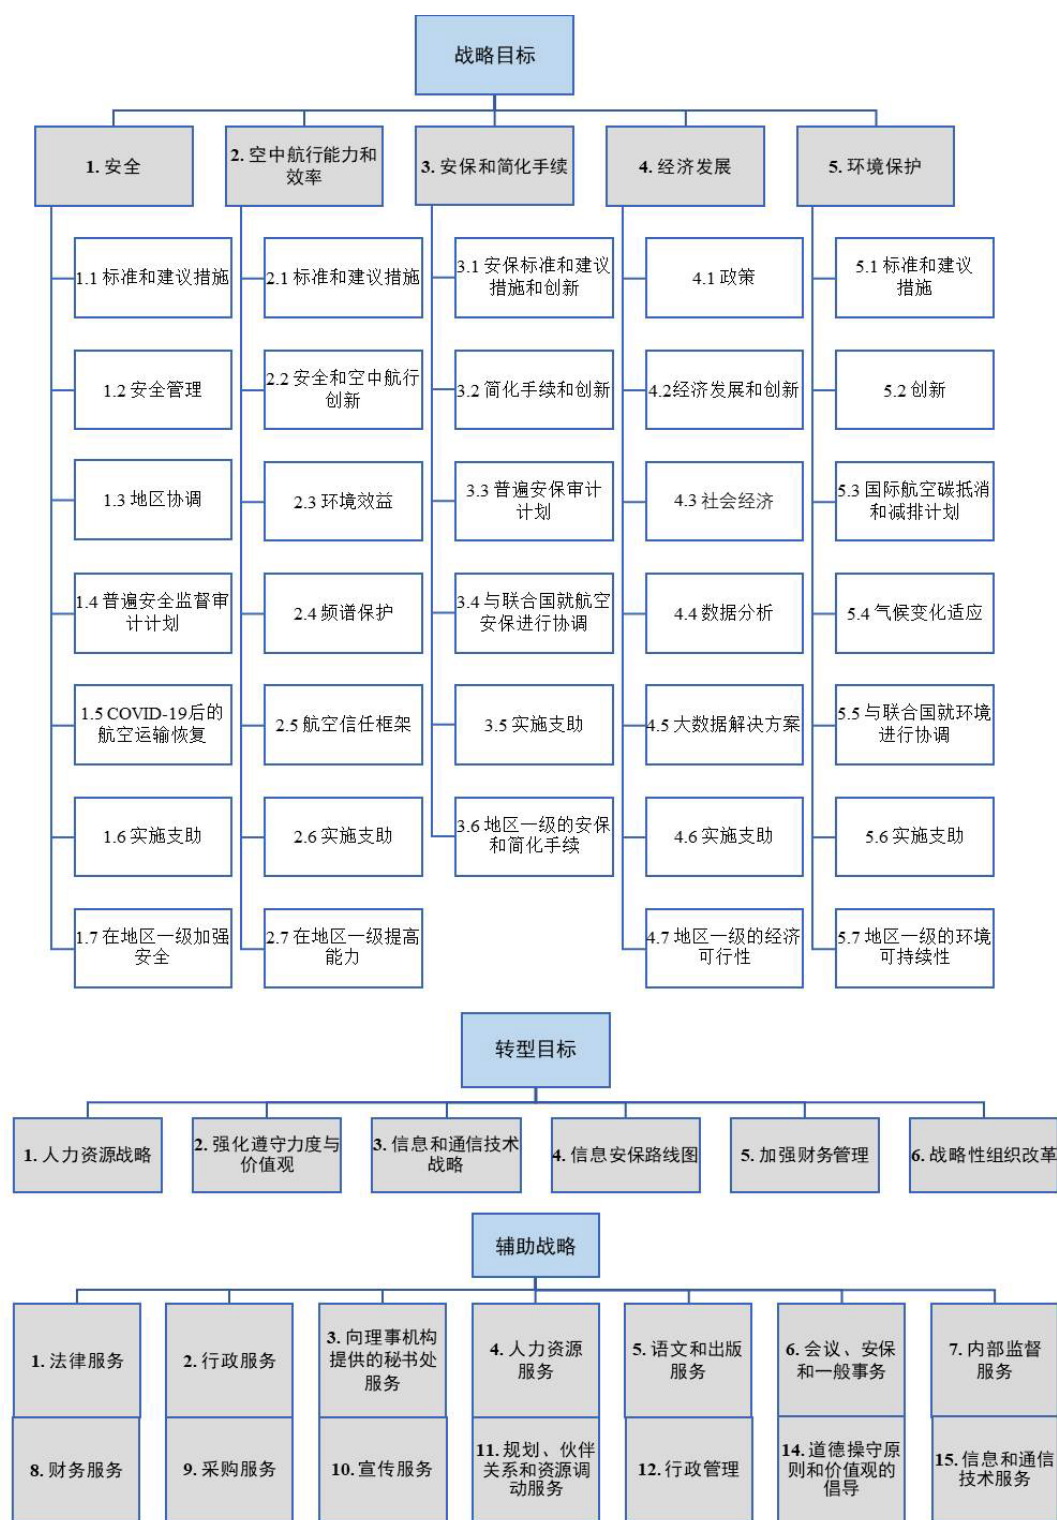 战略目标
1. 安全
2. 空中航行能力和
效率
3. 安保和简化手续
4. 经济发展
5. 环境保护
1.1 标准和建议措施
2.1 标准和建议措施
3.1 安保标准和建议
措施和创新
4.1 政策
5.1 标准和建议
措施
1.2 安全管理
2.2 安全和空中航行
创新
3.2 简化手续和创新
4.2经济发展和创新
5.2 创新
1.3 地区协调
2.3 环境效益
3.3 普遍安保审计
计划
4.3 社会经济
5.3 国际航空碳抵消
和减排计划
1.4 普遍安全监督审
计计划
2.4 频谱保护
3.4 与联合国就航空
安保进行协调
4.4 数据分析
5.4 气候变化适应
1.5 COVID-19后的
航空运输恢复
2.5 航空信任框架
3.5 实施支助
4.5 大数据解决方案
5.5 与联合国就环境
进行协调
1.6 实施支助
2.6 实施支助
3.6 地区一级的安保
和简化手续
4.6 实施支助
5.6 实施支助
1.7 在地区一级加强
安全
2.7 在地区一级提高
能力
4.7 地区一级的经济
可行性
5.7 地区一级的环境
可持续性
转型目标
1. 人力资源战略
2. 强化遵守力度与
价值观
3. 信息和通信技术
战略
4. 信息安保路线图
5. 加强财务管理
6. 战略性组织改革
辅助战略
1. 法律服务
2. 行政服务
3. 向理事机构
提供的秘书处
服务
4. 人力资源
服务
5. 语文和出版
服务
6. 会议、安保
和一般事务
7. 内部监督
服务
8. 财务服务
9. 采购服务
10. 宣传服务
11. 规划、伙伴
关系和资源调
动服务
12. 行政管理
14. 道德操守原
则和价值观的
倡导
15. 信息和通信
技术服务